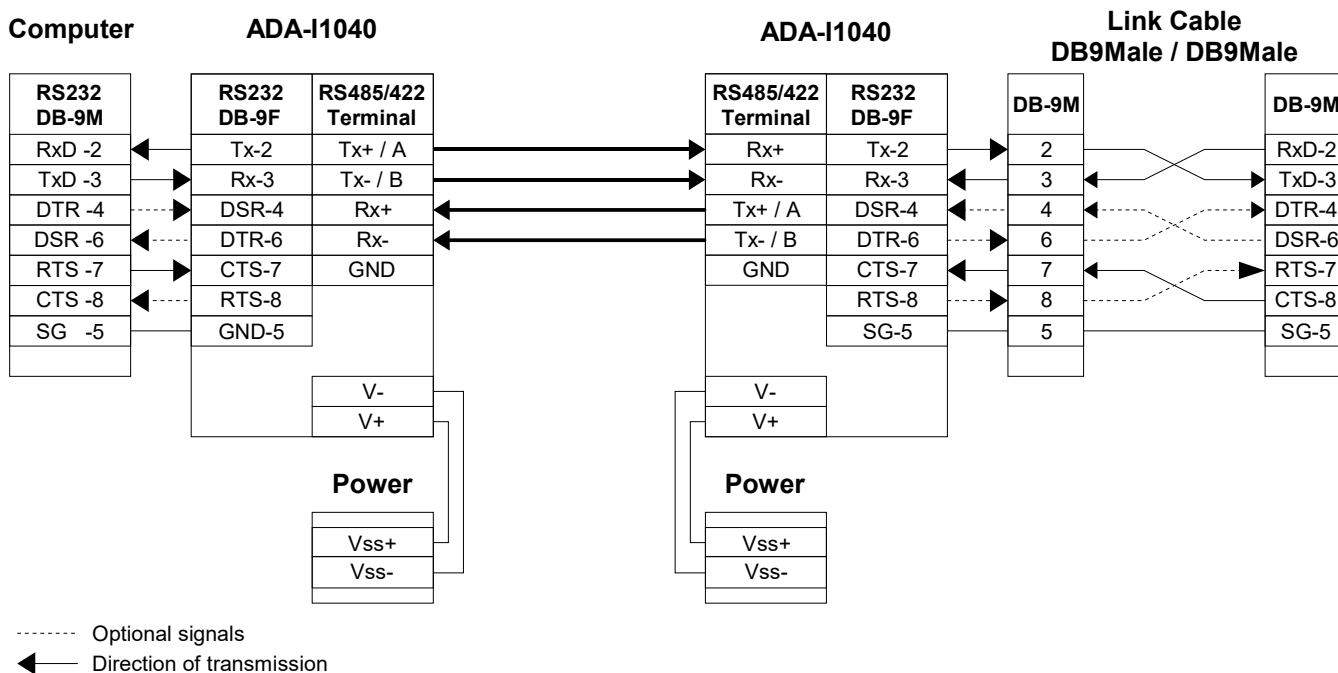 Computer
ADA-I1040
ADA-I1040
Link Cable
DB9Male / DB9Male
RS232
DB-9M
RS232
DB-9F
RS485/422
Terminal
RS485/422
Terminal
RS232
DB-9F
DB-9M
DB-9M
RxD -2
Tx-2
Tx+ / A
Rx+
Tx-2
2
RxD-2
TxD -3
Rx-3
Tx- / B
Rx-
Rx-3
3
TxD-3
DTR -4
DSR-4
Rx+
Tx+ / A
DSR-4
4
DTR-4
DSR -6
DTR-6
Rx-
Tx- / B
DTR-6
6
DSR-6
RTS -7
CTS-7
GND
GND
CTS-7
7
RTS-7
CTS -8
RTS-8
RTS-8
8
CTS-8
SG -5
GND-5
SG-5
5
SG-5
V-
V-
V+
V+
Power
Power
Vss+
Vss+
Vss-
Vss-
Optional signals
Direction of transmission